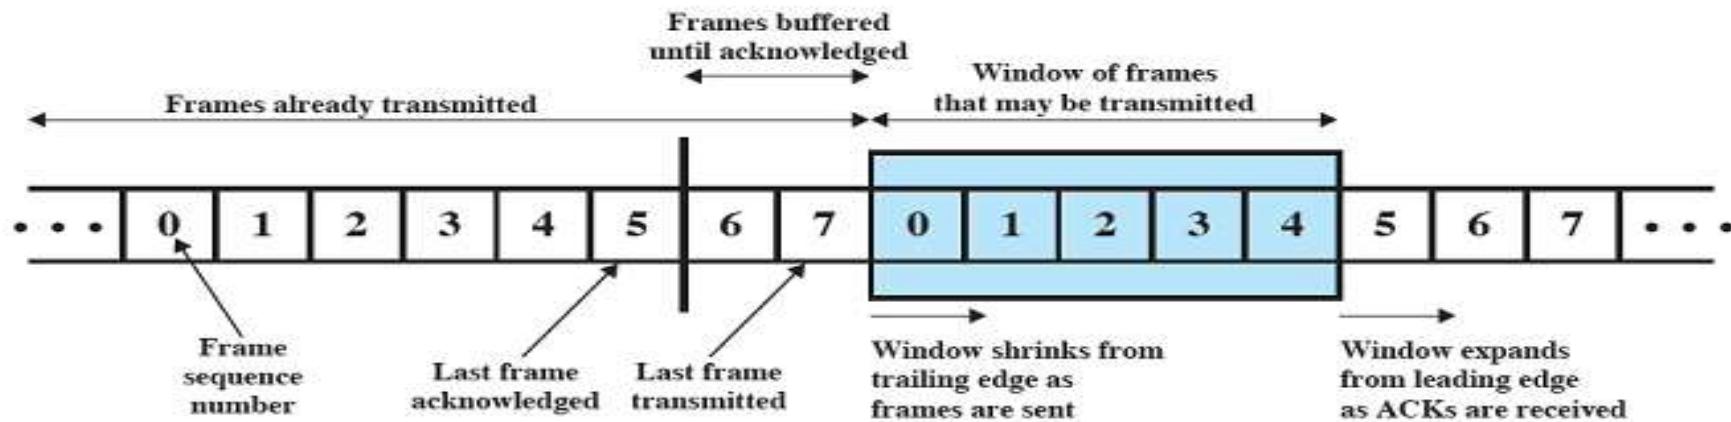 Frames buffered
until acknowledged
Window of frames
that may be transmitted
Frames already transmitted
• • • 0 1 2 3 4 5 6 7 0 1 2 3 4 5 6 7 • • •
Frame
sequence
number
Last frame
acknowledged
Last frame
transmitted
Window shrinks from
trailing edge as
frames are sent
Window expands
from leading edge
as ACKs are received